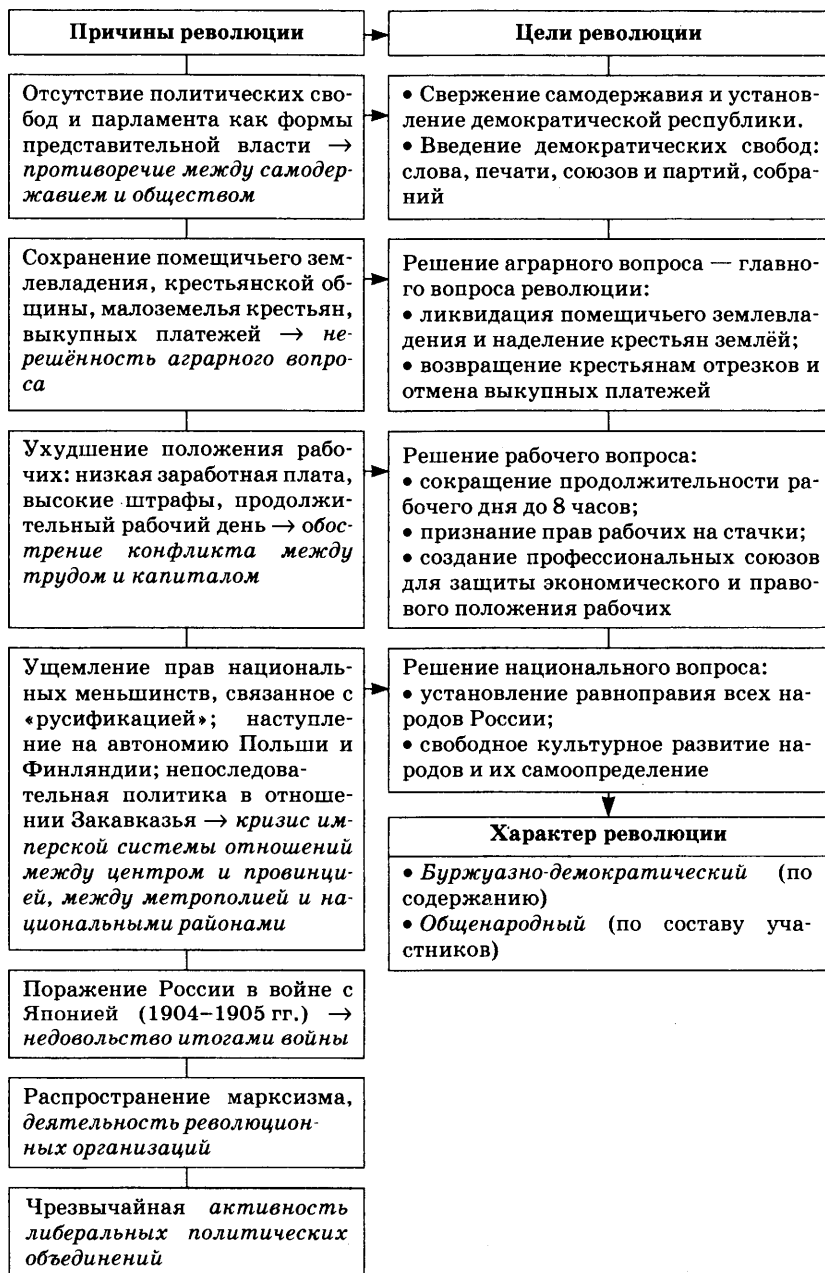 Причины революции
Цели революции
Отсутствие политических сво-
бод и парламента как формы
представительной власти →
противоречие между самодер-
жавием и обществом
• Свержение самодержавия и установ-
ление демократической республики.
• Введение демократических свобод:
слова, печати, союзов и партий, собра-
ний
Сохранение помещичьего зем-
левладения, крестьянской об-
щины, малоземелья крестьян,
выкупных платежей → не-
решённость аграрного вопро-
са
Решение аграрного вопроса — главно-
го вопроса революции:
• ликвидация помещичьего землевла-
дения и наделение крестьян землёй;
• возвращение крестьянам отрезков и
отмена выкупных платежей
Ухудшение положения рабо-
чих: низкая заработная плата,
высокие штрафы, продолжи-
тельный рабочий день → обос-
трение конфликта между
трудом и капиталом
Решение рабочего вопроса:
• сокращение продолжительности ра-
бочего дня до 8 часов;
• признание прав рабочих на стачки;
• создание профессиональных союзов
для защиты экономического и право-
вого положения рабочих
Ущемление прав националь-
ных меньшинств, связанное с
«русификацией»; наступле-
ние на автономию Польши и
Финляндии; непоследова-
тельная политика в отноше-
нии Закавказья → кризис им-
перской системы отношений
между центром и провинци-
ей, между метрополией и на-
циональными районами
Решение национального вопроса:
• установление равноправия всех на-
родов России;
• свободное культурное развитие на-
родов и их самоопределение
Характер революции
• Буржуазно-демократический (по
содержанию)
• Общенародный (по составу уча-
стников)
Поражение России в войне с
Японией (1904–1905 гг.) →
недовольство итогами войны
Распространение марксизма,
деятельность революцион-
ных организаций
Чрезвычайная активность
либеральных политических
объединений